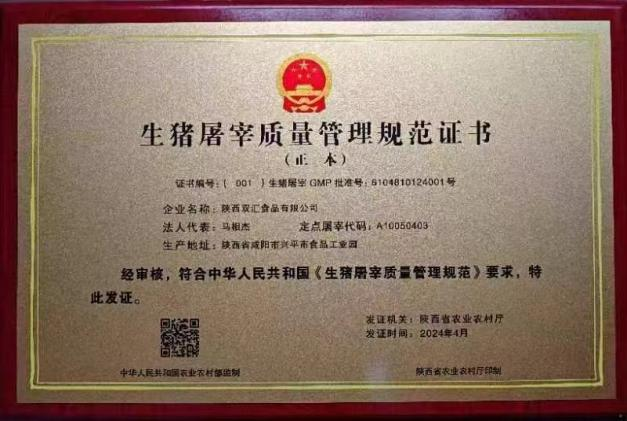 生猪屠宰质量管理规范证书
（正 本）
证书编号：（ 001 ）生猪屠宰 GMP 批准号：6104810124001号
企业名称：陕西双汇食品有限公司
法人代表：马相杰 定点屠宰代码：A10050403
生产地址：陕西省咸阳市兴平市食品工业园
经审核，符合中华人民共和国《生猪屠宰质量管理规范》要求，特
此发证。
发证机关：陕西省农业农村厅
发证时间：2024年4月
中华人民共和国农业农村部监制 陕西省农业农村厅印制